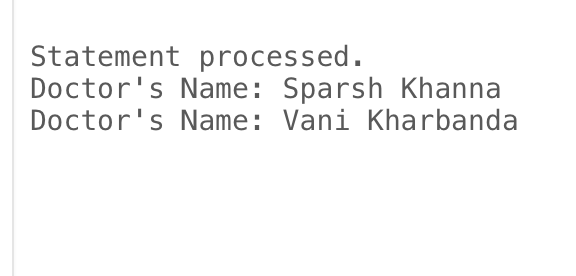 Statement processed.
Doctor's Name: Sparsh Khanna
Doctor's Name: Vani Kharbanda